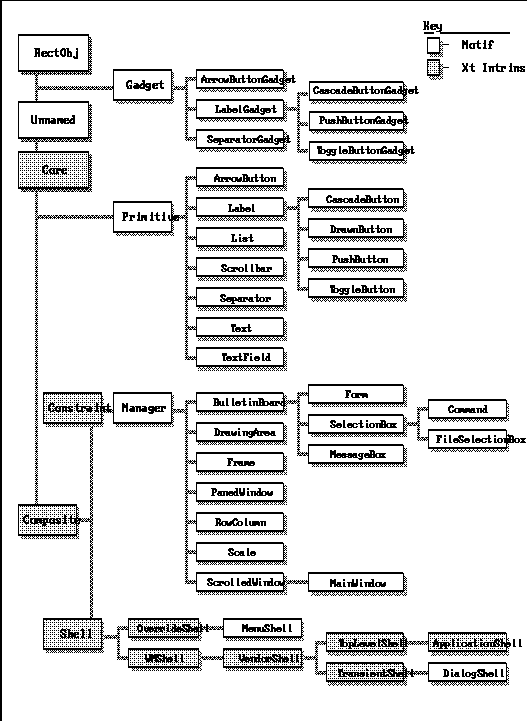 Key
Motif
Xt Intrins
RectObj
Gadget
ArrowButtonGadget
LabelGadget
SeparatorGadget
CascadeButtonGadget
PushButtonGadget
ToggleButtonGadget
Unnamed
Core
Primitive
ArrowButton
Label
List
Scrollbar
Separator
Text
TextField
CascadeButton
DrawnButton
PushButton
ToggleButton
Constraint
Manager
BulletinBoard
DrawingArea
Frame
PanedWindow
RowColumn
Scale
ScrolledWindow
Form
SelectionBox
MessageBox
Command
FileSelectionBox
MainWindow
Composite
Shell
OverrideShell
MenuShell
WMShell
VendorShell
TopLevelShell
ApplicationShell
TransientShell
DialogShell